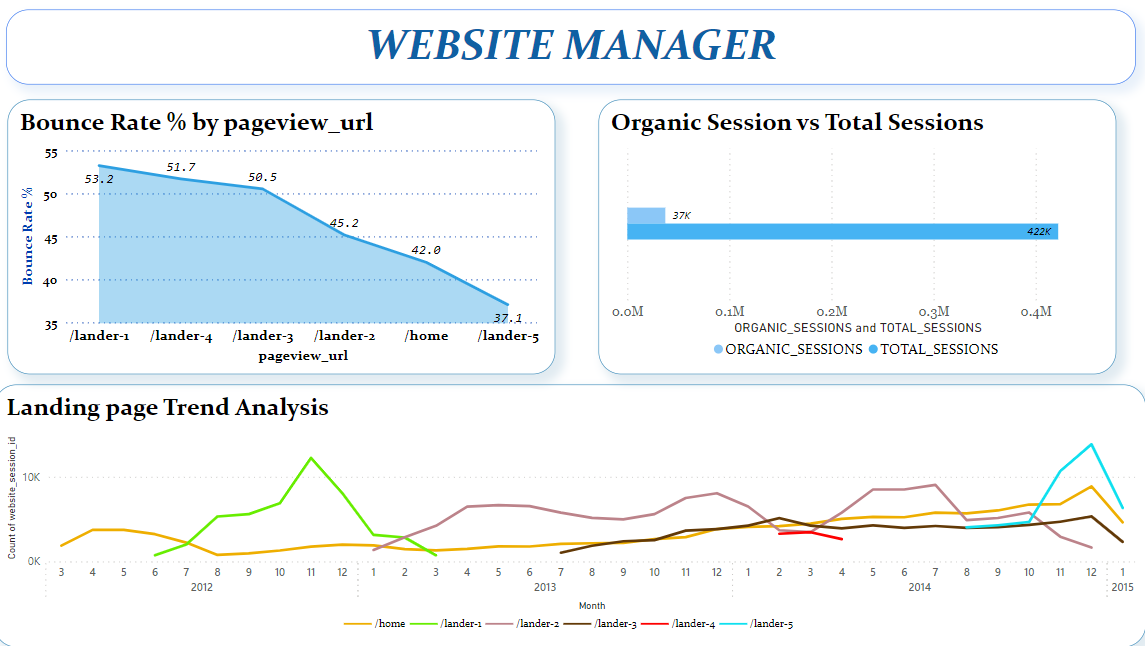 WEBSITE MANAGER
Bounce Rate % by pageview_url
Bounce Rate %
55
50
45
40
35
53.2
51.7
50.5
45.2
42.0
37.1
/lander-1 /lander-4 /lander-3 /lander-2 /home /lander-5
pageview_url
Organic Session vs Total Sessions
37K
422K
0.0M 0.1M 0.2M 0.3M 0.4M
ORGANIC_SESSIONS and TOTAL_SESSIONS
ORGANIC_SESSIONS TOTAL_SESSIONS
Landing page Trend Analysis
Count of website_session_id
10K
0K
3 4 5 6 7 8 9 10 11 12 1 2 3 4 5 6 7 8 9 10 11 12 1 2 3 4 5 6 7 8 9 10 11 12 1
2012 2013 2014 2015
Month
/home /lander-1 /lander-2 /lander-3 /lander-4 /lander-5